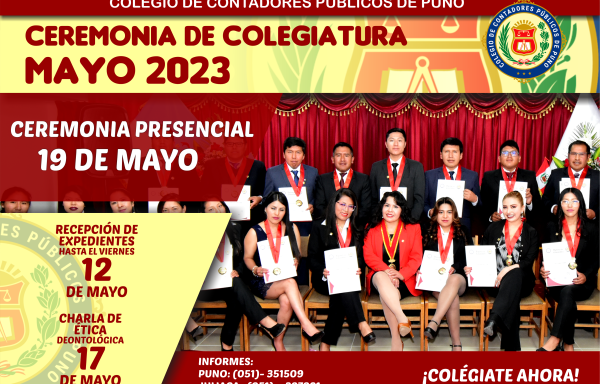 COLEGIO DE CONTADORES PÚBLICOS DE PUNO
CEREMONIA DE COLEGIATURA
MAYO 2023
COLEGIO DE CONTADORES PÚBLICOS DE PUNO
CEREMONIA PRESENCIAL
19 DE MAYO
RECEPCIÓN DE
EXPEDIENTES
HASTA EL VIERNES
12
DE MAYO
CHARLA DE
ÉTICA
DEONTOLÓGICA
17
DE MAYO
INFORMES:
PUNO: (051)- 351509
¡COLÉGIATE AHORA!